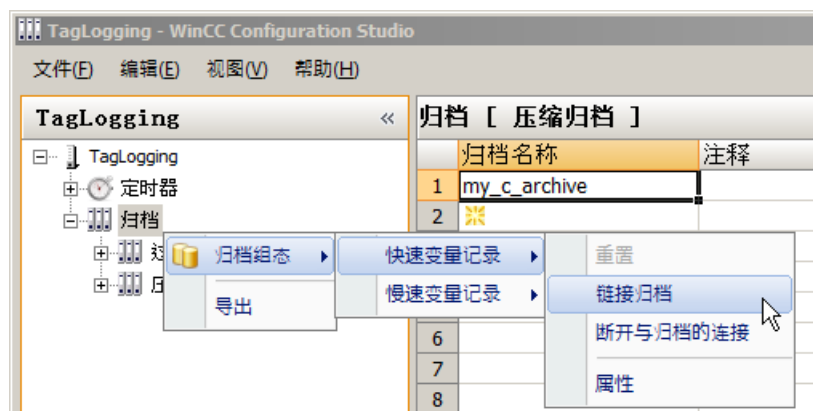 TagLogging - WinCC Configuration Studio
文件(F) 编辑(E) 视图(V) 帮助(H)
TagLogging «
归档 [ 压缩归档 ]
TagLogging
定时器
归档
归档名称 注释
1 my_c_archive
2
6
7
8
归档组态
导出
快速变量记录
慢速变量记录
重置
链接归档
断开与归档的连接
属性